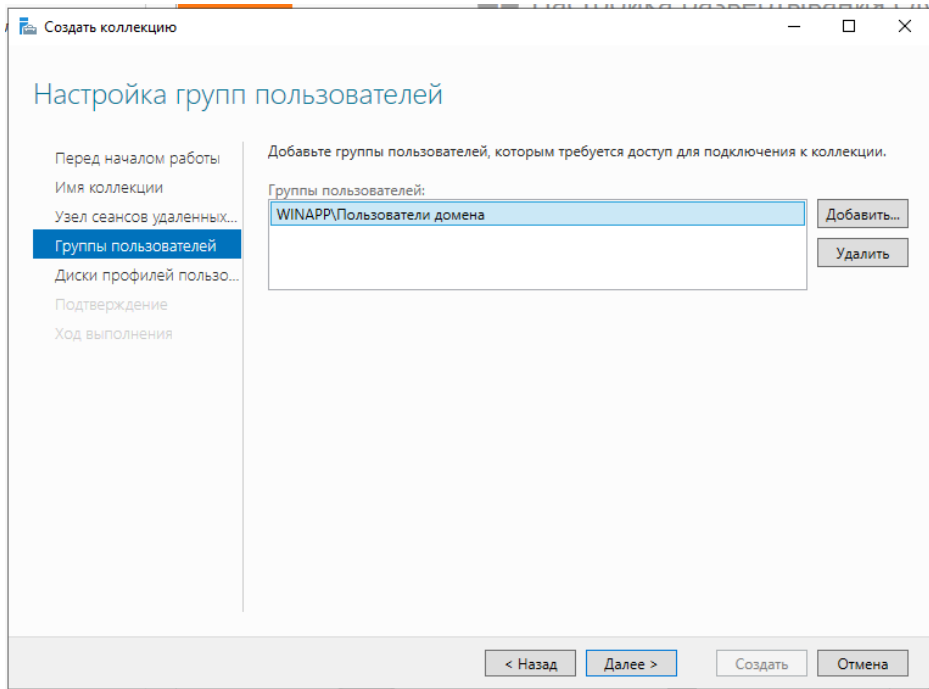 Создать коллекцию
Настройка групп пользователей
Перед началом работы
Имя коллекции
Узел сеансов удаленных...
Группы пользователей
Диски профилей пользо...
Подтверждение
Ход выполнения
Добавьте группы пользователей, которым требуется доступ для подключения к коллекции.
Группы пользователей:
WINAPP\Пользователи домена
Добавить...
Удалить
< Назад
Далее >
Создать
Отмена